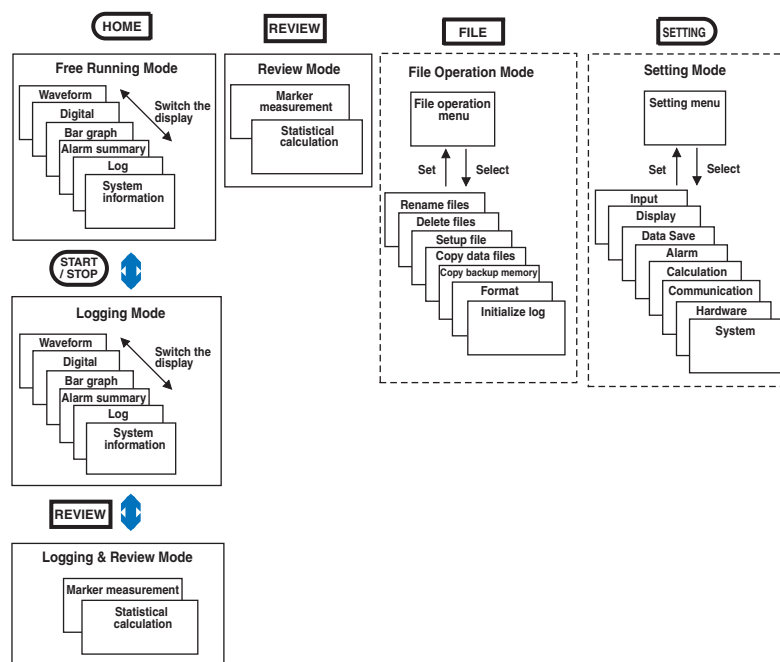 HOME
Free Running Mode
Waveform
Digital
Bar graph
Alarm summary
Log
System
information
Switch the
display
START
/ STOP
Logging Mode
Waveform
Digital
Bar graph
Alarm summary
Log
System
information
Switch the
display
REVIEW
Logging & Review Mode
Marker measurement
Statistical
calculation
REVIEW
Review Mode
Marker
measurement
Statistical
calculation
FILE
File Operation Mode
File operation
menu
Set
Select
Rename files
Delete files
Setup file
Copy data files
Copy backup memory
Format
Initialize log
SETTING
Setting Mode
Setting menu
Set
Select
Input
Display
Data Save
Alarm
Calculation
Communication
Hardware
System